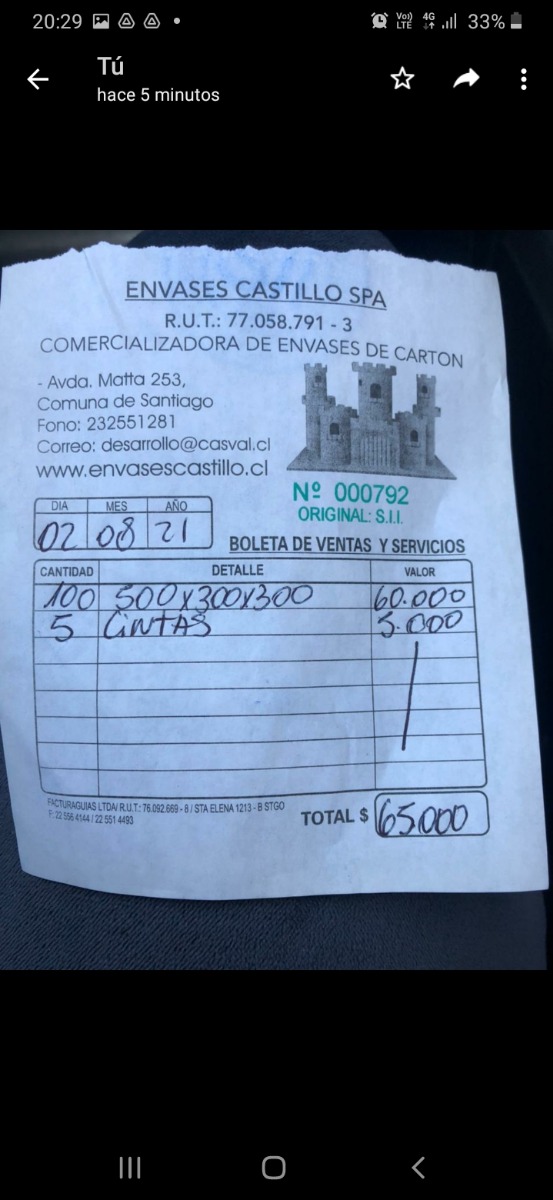 20:29
Vo)) LTE 4G 33%
Tú
hace 5 minutos
ENVASES CASTILLO SPA
R.U.T.: 77.058.791 - 3
COMERCIALIZADORA DE ENVASES DE CARTON
- Avda. Matta 253,
Comuna de Santiago
Fono: 232551281
Correo: desarrollo@casval.cl
www.envasescastillo.cl
Nº 000792
ORIGINAL: S.I.I.
DIA MES AÑO
02 08 21
BOLETA DE VENTAS Y SERVICIOS
CANTIDAD DETALLE VALOR
100 500x300x300 60.000
5 CiNTAS 5.000
FACTURAGUIAS LTDA/ R.U.T.: 76.092.669 - 8 / STA ELENA 1213 - B STGO
F: 22 556 4144 / 22 551 4493
TOTAL $ 65.000